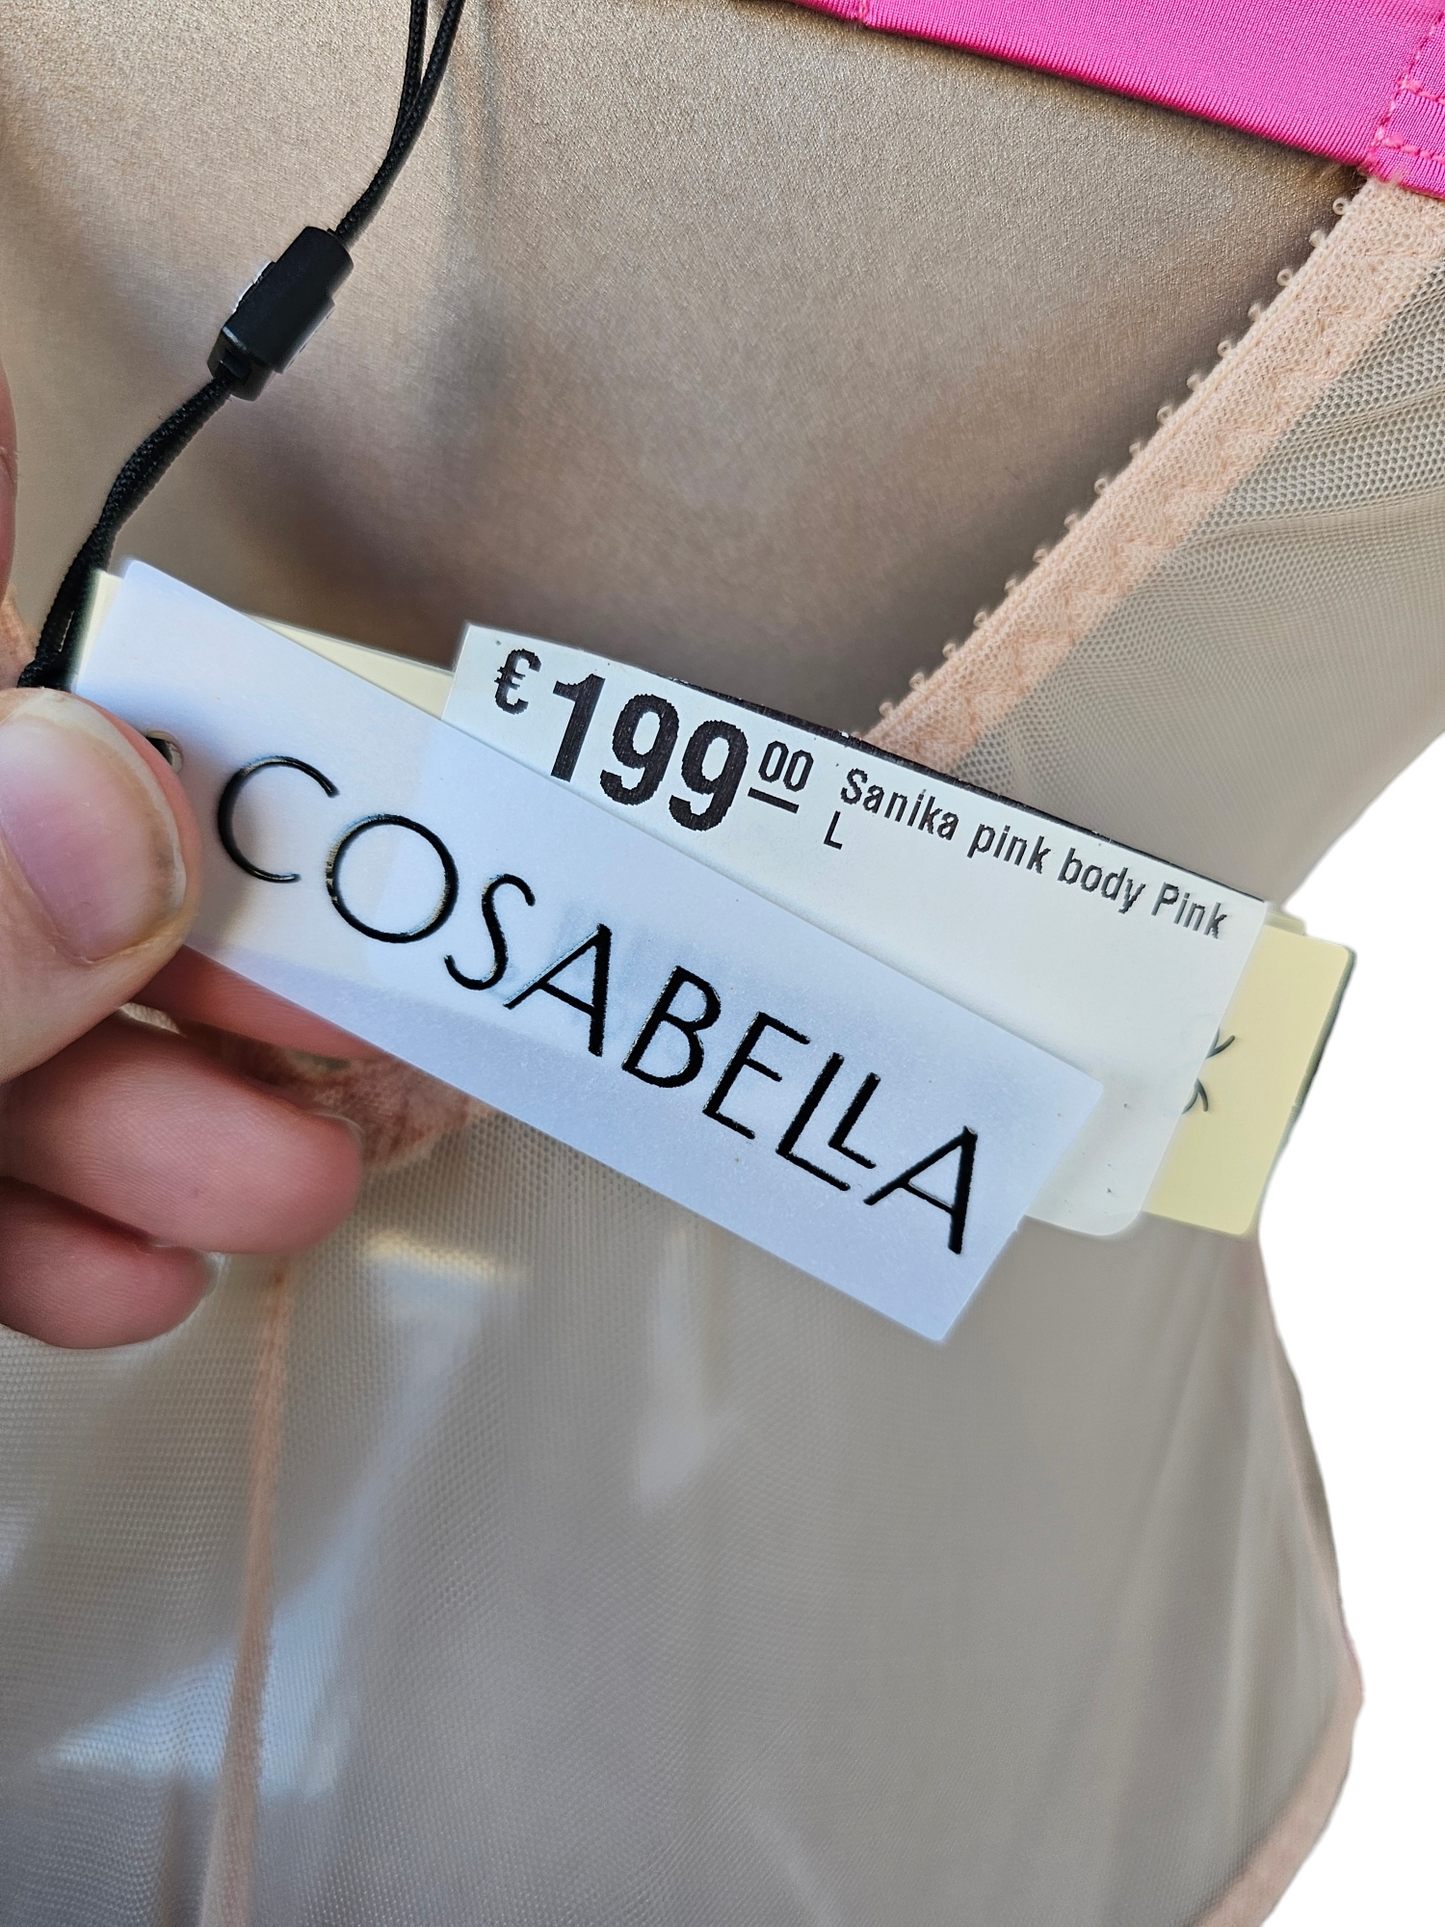 € 199 00 Sanika pink body Pink
L
COSABELLA